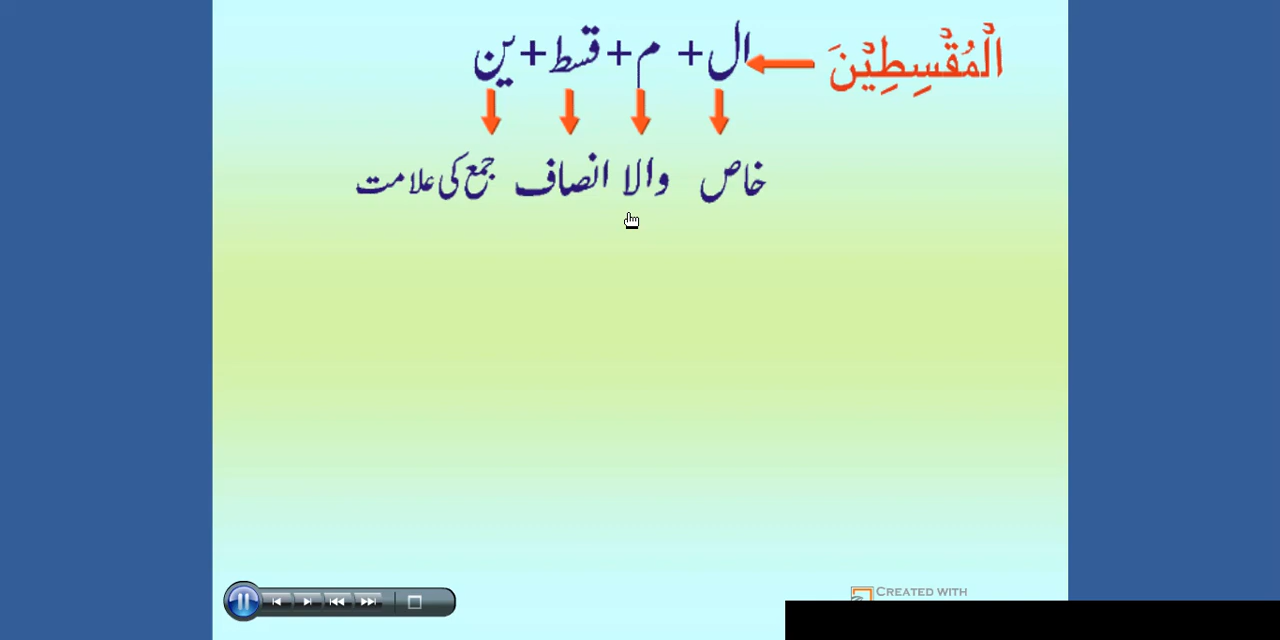 الْمُقْسِطِيْنَ ال + م + قسط + ین
خاص والا انصاف جمع کی علامت
CREATED WITH